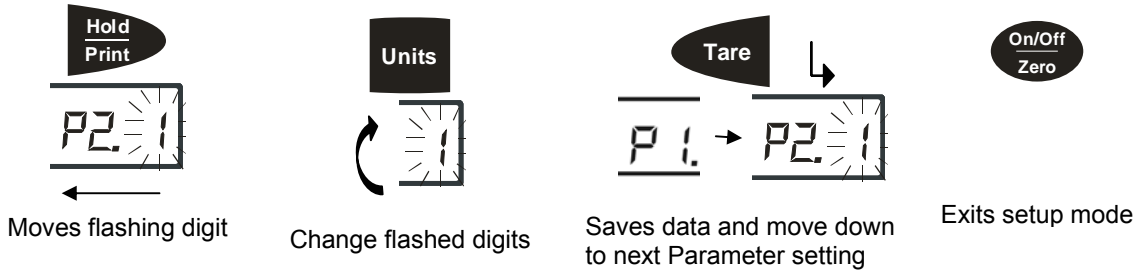 Hold
Print
P2. 1
Moves flashing digit
Units
1
Change flashed digits
Tare
P1. P2. 1
Saves data and move down
to next Parameter setting
On/Off
Zero
Exits setup mode